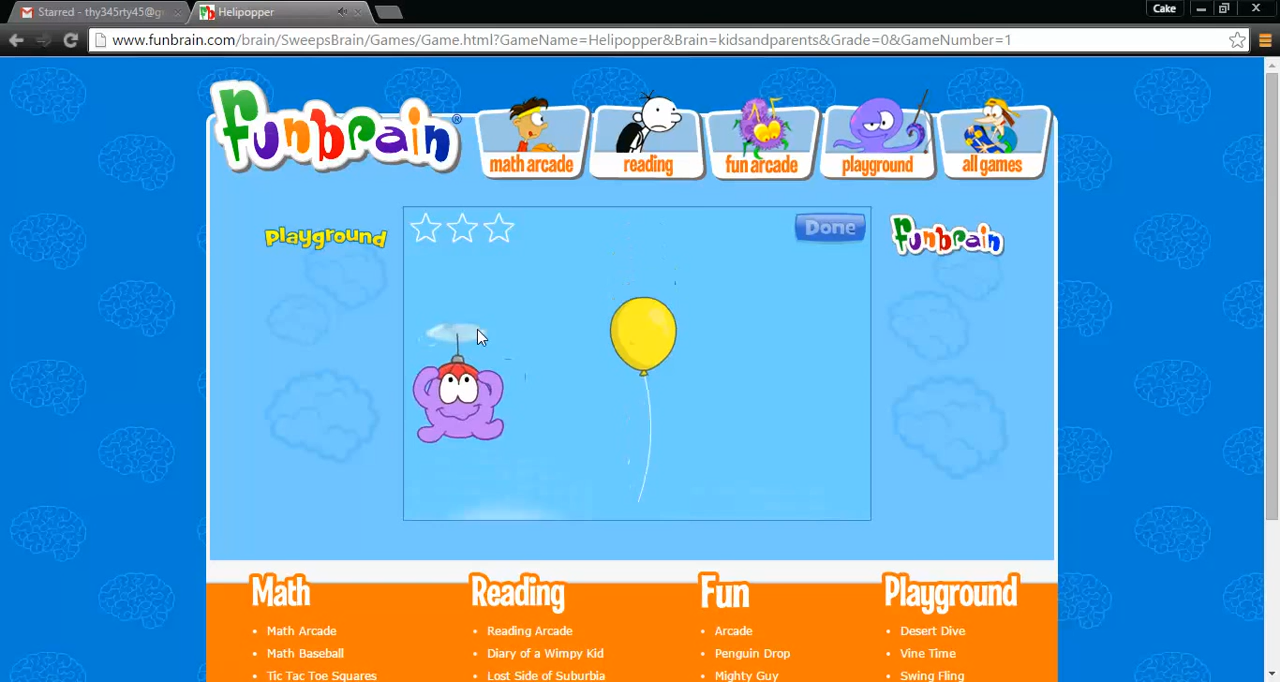 Starred - thy345rty45@g
Helipopper
Cake
www.funbrain.com/brain/SweepsBrain/Games/Game.html?GameName=Helipopper&Brain=kidsandparents&Grade=0&GameNumber=1
funbrain®
math arcade
reading
fun arcade
playground
all games
Playground
Done
funbrain
Math
Reading
Fun
Playground
• Math Arcade
• Reading Arcade
• Arcade
• Desert Dive
• Math Baseball
• Diary of a Wimpy Kid
• Penguin Drop
• Vine Time
• Tic Tac Toe Squares
• Lost Side of Suburbia
• Mighty Guy
• Swing Fling